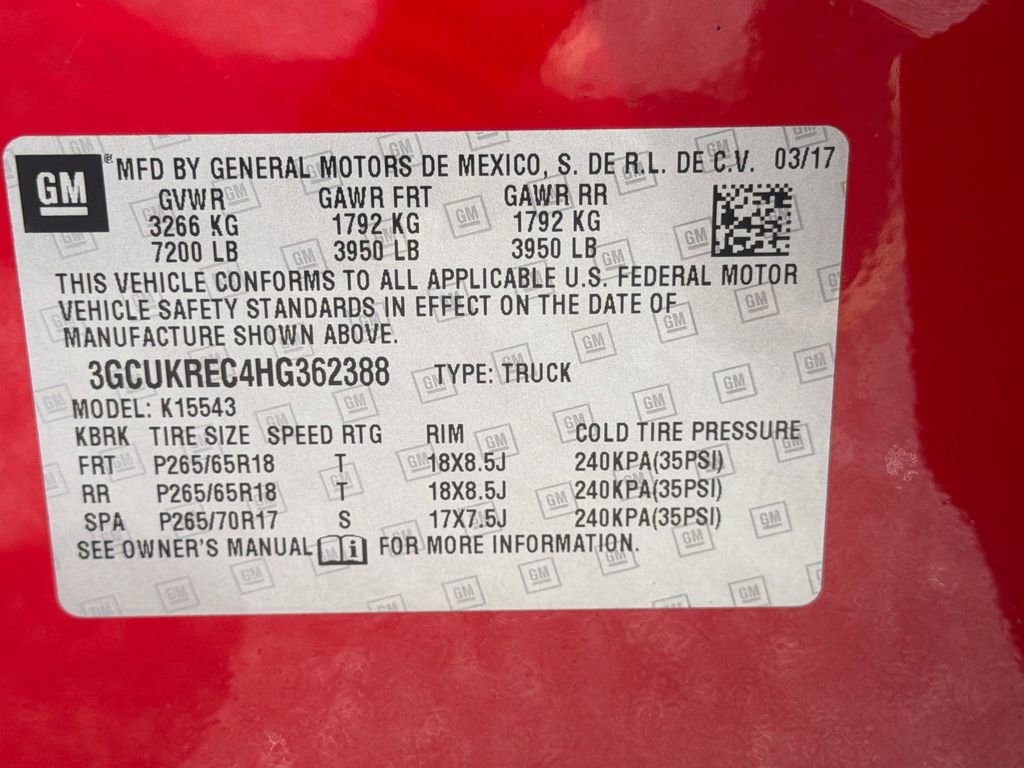 GM ® MFD BY GENERAL MOTORS DE MEXICO, S. DE R.L. DE C.V. 03/17
GVWR GAWR FRT GAWR RR
3266 KG 1792 KG 1792 KG
7200 LB 3950 LB 3950 LB
THIS VEHICLE CONFORMS TO ALL APPLICABLE U.S. FEDERAL MOTOR
VEHICLE SAFETY STANDARDS IN EFFECT ON THE DATE OF
MANUFACTURE SHOWN ABOVE.
3GCUKREC4HG362388 TYPE: TRUCK
MODEL: K15543
KBRK TIRE SIZE SPEED RTG RIM COLD TIRE PRESSURE
FRT P265/65R18 T 18X8.5J 240KPA(35PSI)
RR P265/65R18 T 18X8.5J 240KPA(35PSI)
SPA P265/70R17 S 17X7.5J 240KPA(35PSI)
SEE OWNER'S MANUAL i FOR MORE INFORMATION.